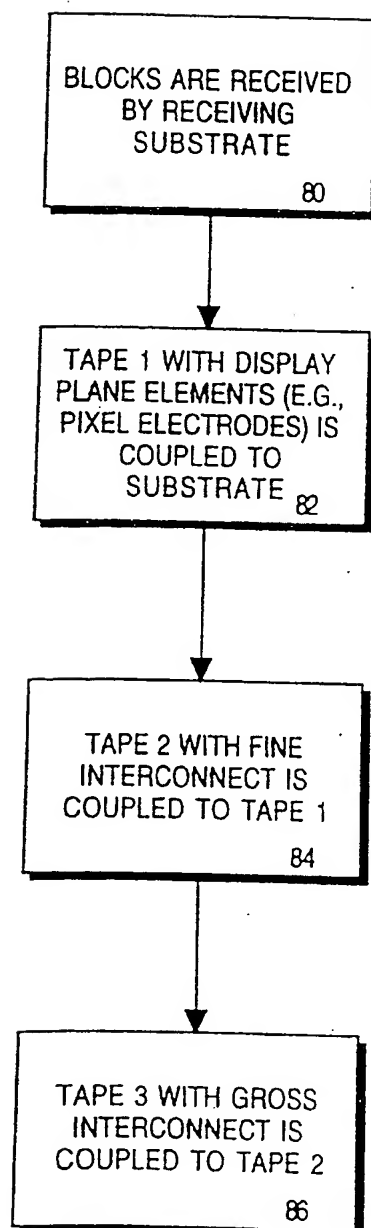 BLOCKS ARE RECEIVED
BY RECEIVING
SUBSTRATE
80
TAPE 1 WITH DISPLAY
PLANE ELEMENTS (E.G.,
PIXEL ELECTRODES) IS
COUPLED TO
SUBSTRATE
82
TAPE 2 WITH FINE
INTERCONNECT IS
COUPLED TO TAPE 1
84
TAPE 3 WITH GROSS
INTERCONNECT IS
COUPLED TO TAPE 2
86